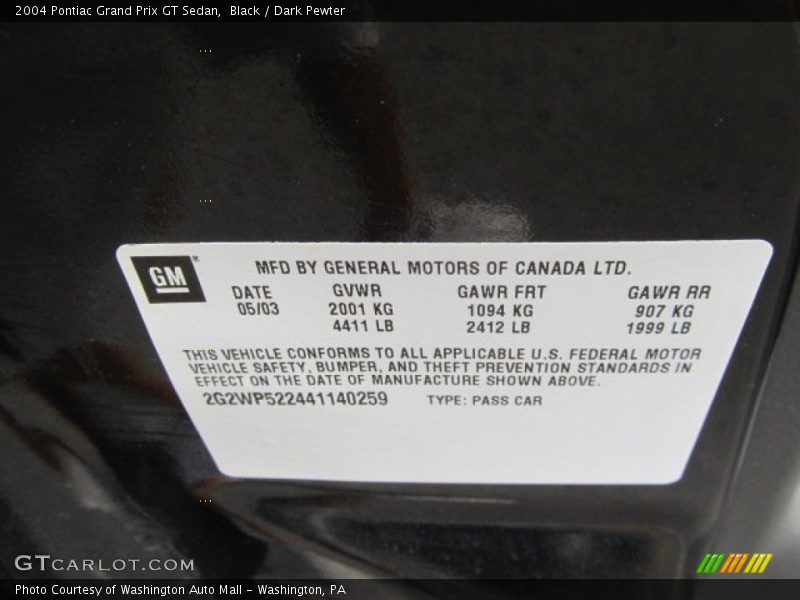 2004 Pontiac Grand Prix GT Sedan,  Black / Dark Pewter
GM® MFD BY GENERAL MOTORS OF CANADA LTD.
DATE GVWR GAWR FRT GAWR RR
05/03 2001 KG 1094 KG 907 KG
4411 LB 2412 LB 1999 LB
THIS VEHICLE CONFORMS TO ALL APPLICABLE U.S. FEDERAL MOTOR
VEHICLE SAFETY, BUMPER, AND THEFT PREVENTION STANDARDS IN
EFFECT ON THE DATE OF MANUFACTURE SHOWN ABOVE.
2G2WP522441140259 TYPE: PASS CAR
GTCARLOT.COM
Photo Courtesy of Washington Auto Mall - Washington, PA